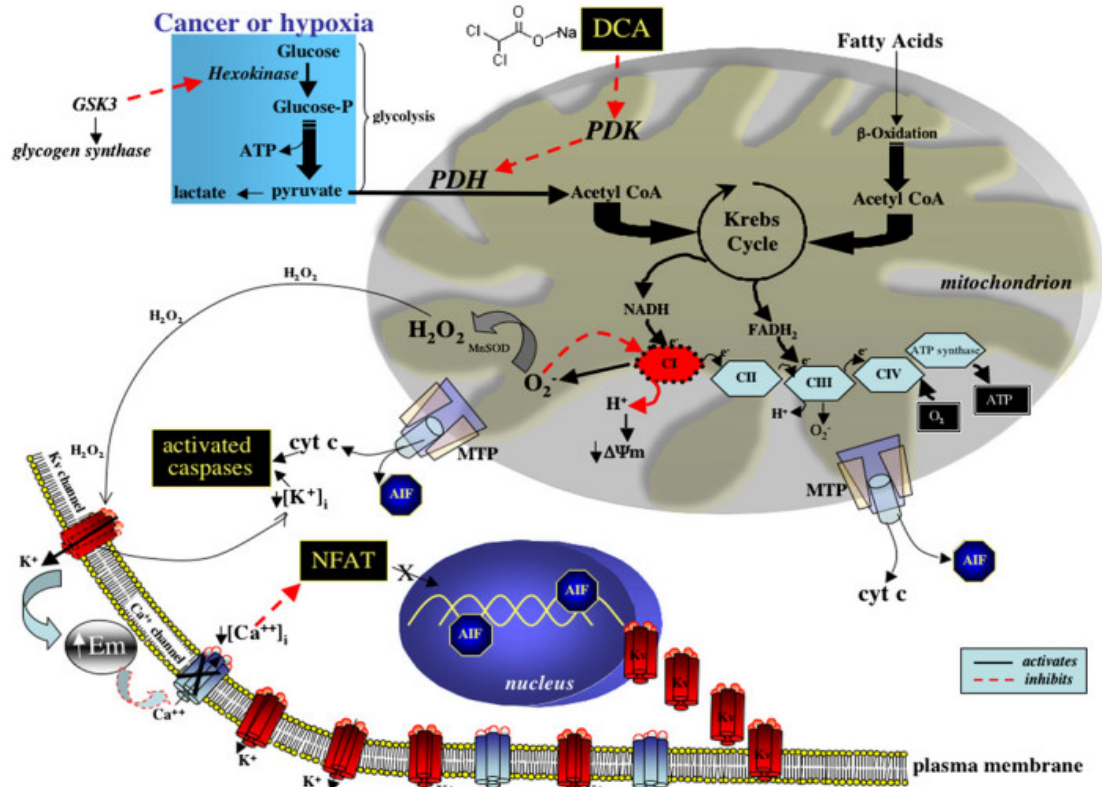 Cancer or hypoxia
Glucose
Hexokinase
Glucose-P
glycolysis
ATP
lactate
pyruvate
GSK3
glycogen synthase
Cl
Cl
O
O
Na
DCA
PDK
PDH
Fatty Acids
β-Oxidation
Acetyl CoA
Acetyl CoA
Krebs
Cycle
mitochondrion
NADH
FADH₂
H₂O₂
H₂O₂
H₂O₂
H₂O₂
MnSOD
O₂⁻
e⁻
CI
e⁻
CII
e⁻
CIII
e⁻
CIV
ATP synthase
ATP
O₂
H⁺
H⁺
O₂⁻
↓ΔΨm
MTP
MTP
cyt c
cyt c
AIF
AIF
activated
caspases
↓[K⁺]ᵢ
Kv channel
K⁺
Ca⁺⁺ channel
↑Em
Ca⁺⁺
↓[Ca⁺⁺]ᵢ
NFAT
X
AIF
AIF
nucleus
Kv
Kv
Kv
Kv
K⁺
K⁺
activates
inhibits
plasma membrane